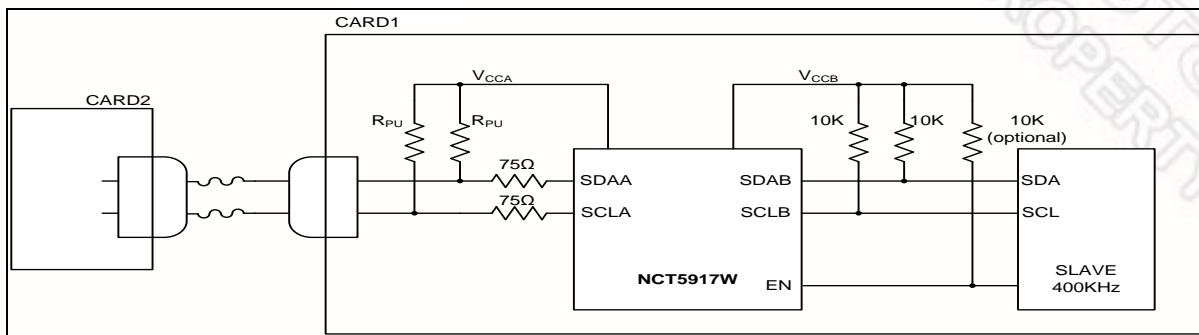 CARD1
CARD2
VCCA
VCCB
RPU
RPU
10K
10K
10K
(optional)
75Ω
75Ω
SDAA
SCLA
SDAB
SCLB
EN
NCT5917W
SDA
SCL
SLAVE
400KHz